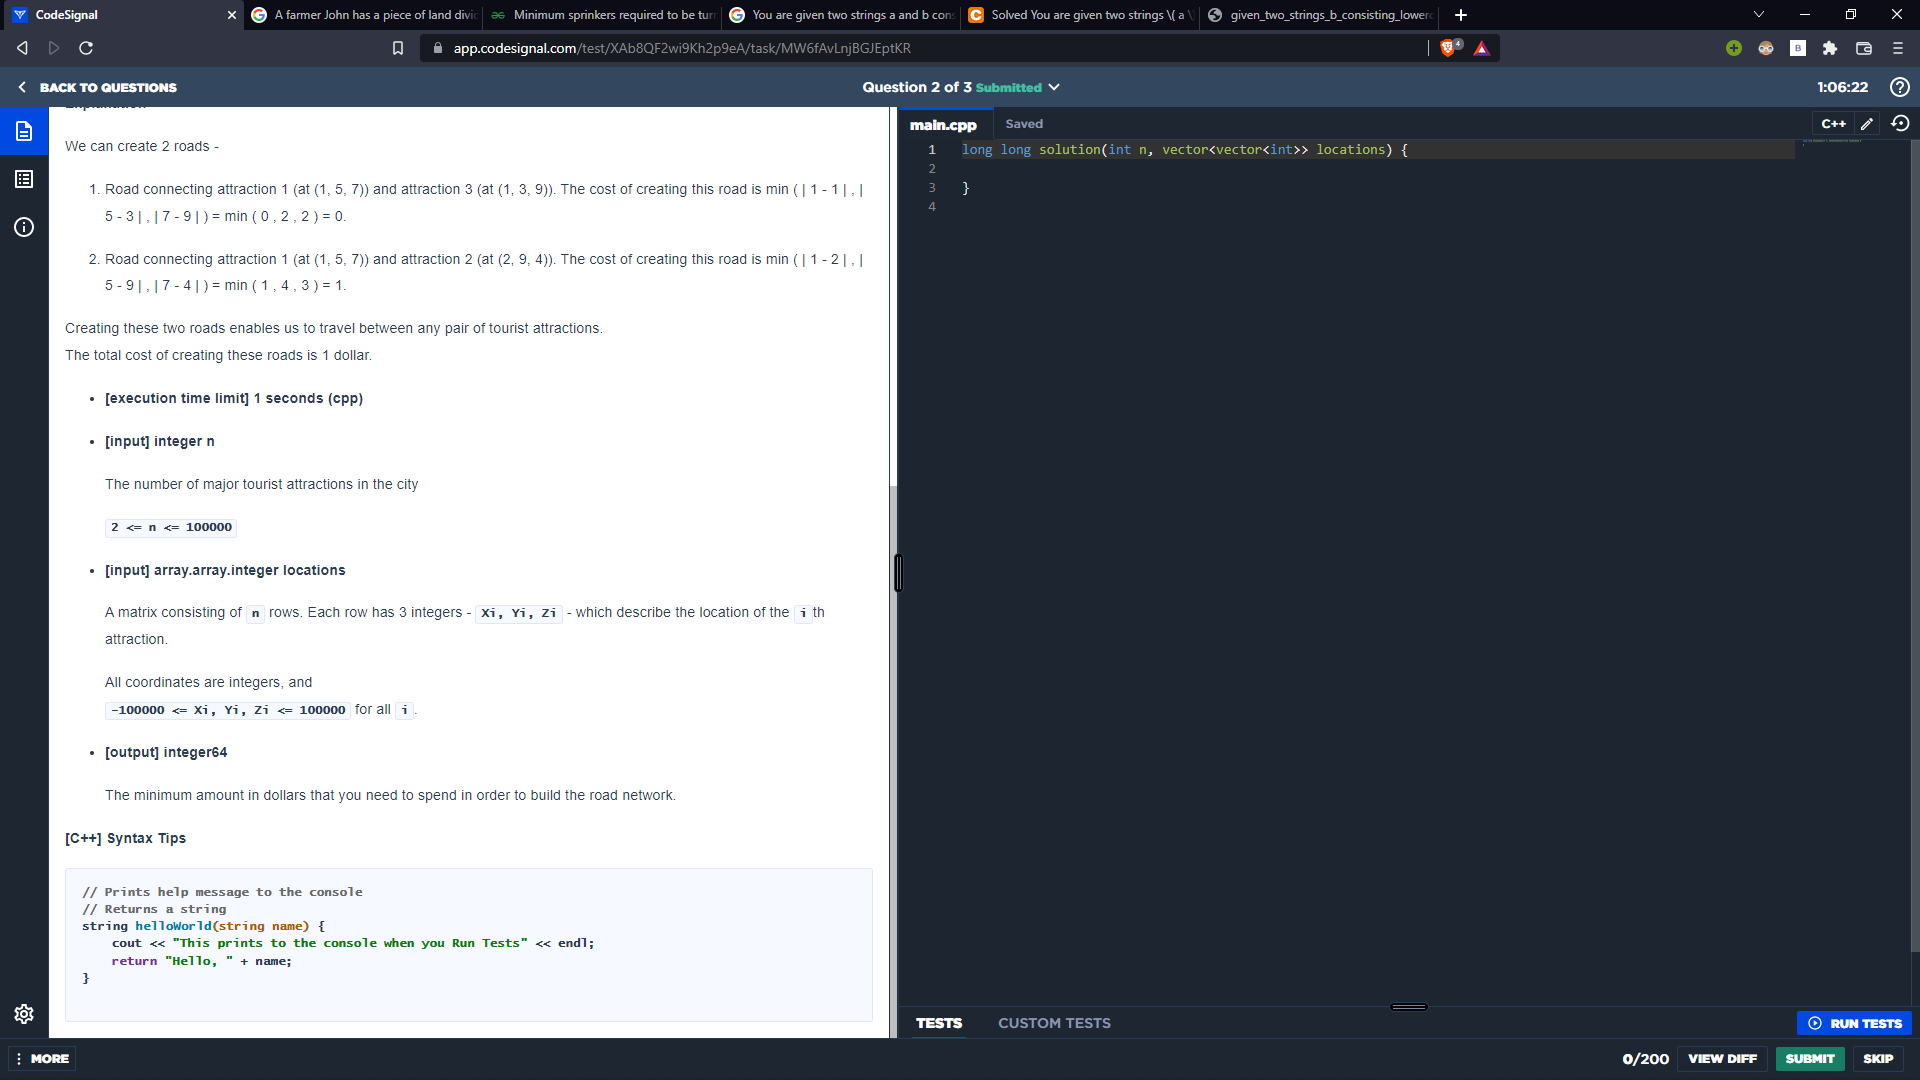 CodeSignal
A farmer John has a piece of land divi
Minimum sprinkers required to be tur
You are given two strings a and b cons
Solved You are given two strings \( a \
given_two_strings_b_consisting_lowerc
app.codesignal.com/test/XAb8QF2wi9Kh2p9eA/task/MW6fAvLnjBGJEptKR
4
B
BACK TO QUESTIONS
Question 2 of 3 Submitted
1:06:22
Explanation
We can create 2 roads -
1. Road connecting attraction 1 (at (1, 5, 7)) and attraction 3 (at (1, 3, 9)). The cost of creating this road is min ( | 1 - 1 | , |
5 - 3 | , | 7 - 9 | ) = min ( 0 , 2 , 2 ) = 0.
2. Road connecting attraction 1 (at (1, 5, 7)) and attraction 2 (at (2, 9, 4)). The cost of creating this road is min ( | 1 - 2 | , |
5 - 9 | , | 7 - 4 | ) = min ( 1 , 4 , 3 ) = 1.
Creating these two roads enables us to travel between any pair of tourist attractions.
The total cost of creating these roads is 1 dollar.
• [execution time limit] 1 seconds (cpp)
• [input] integer n
The number of major tourist attractions in the city
2 <= n <= 100000
• [input] array.array.integer locations
A matrix consisting of n rows. Each row has 3 integers - Xi, Yi, Zi - which describe the location of the i th
attraction.
All coordinates are integers, and
-100000 <= Xi, Yi, Zi <= 100000 for all i.
• [output] integer64
The minimum amount in dollars that you need to spend in order to build the road network.
[C++] Syntax Tips
// Prints help message to the console
// Returns a string
string helloWorld(string name) {
    cout << "This prints to the console when you Run Tests" << endl;
    return "Hello, " + name;
}
MORE
main.cpp
Saved
C++
1 long long solution(int n, vector<vector<int>> locations) {
2
3 }
4
TESTS
CUSTOM TESTS
RUN TESTS
0/200
VIEW DIFF
SUBMIT
SKIP